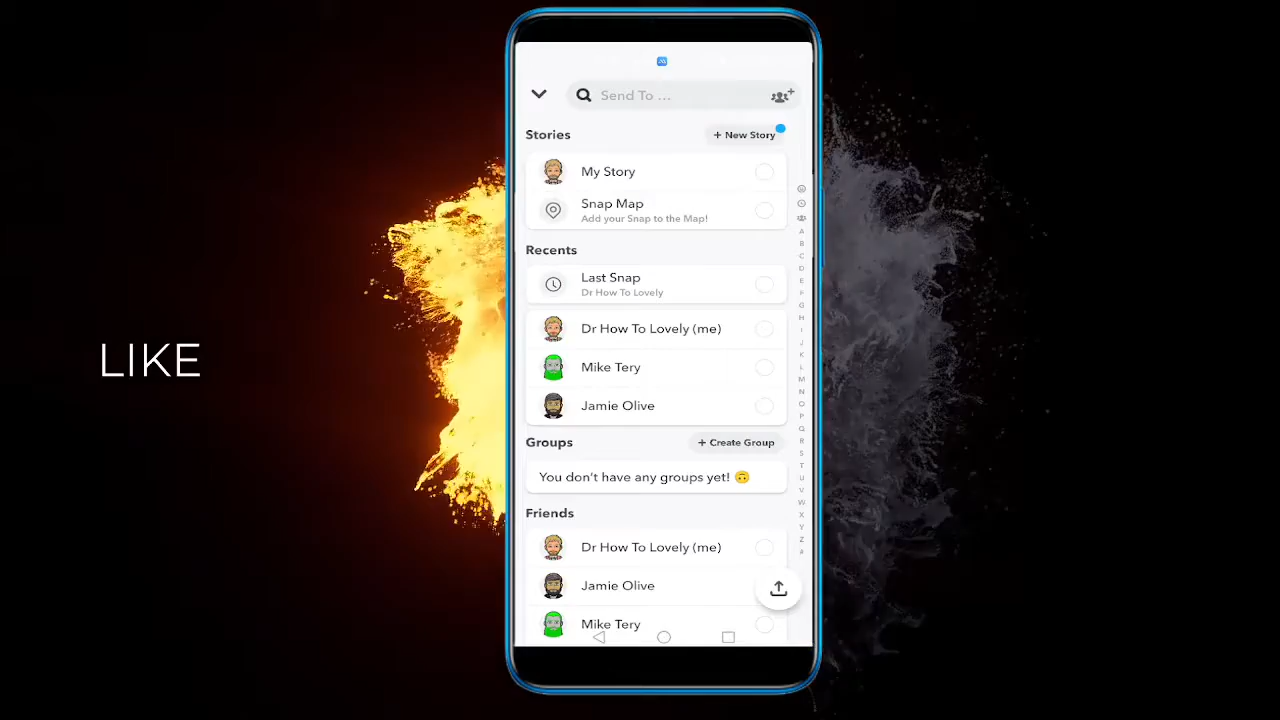 Send To ...
Stories
+ New Story
My Story
Snap Map
Add your Snap to the Map!
Recents
Last Snap
Dr How To Lovely
Dr How To Lovely (me)
Mike Tery
Jamie Olive
Groups
+ Create Group
You don't have any groups yet! 🙃
Friends
Dr How To Lovely (me)
Jamie Olive
Mike Tery
LIKE
A
B
C
D
E
F
G
H
I
J
K
L
M
N
O
P
Q
R
S
T
U
V
W
X
Y
Z
#